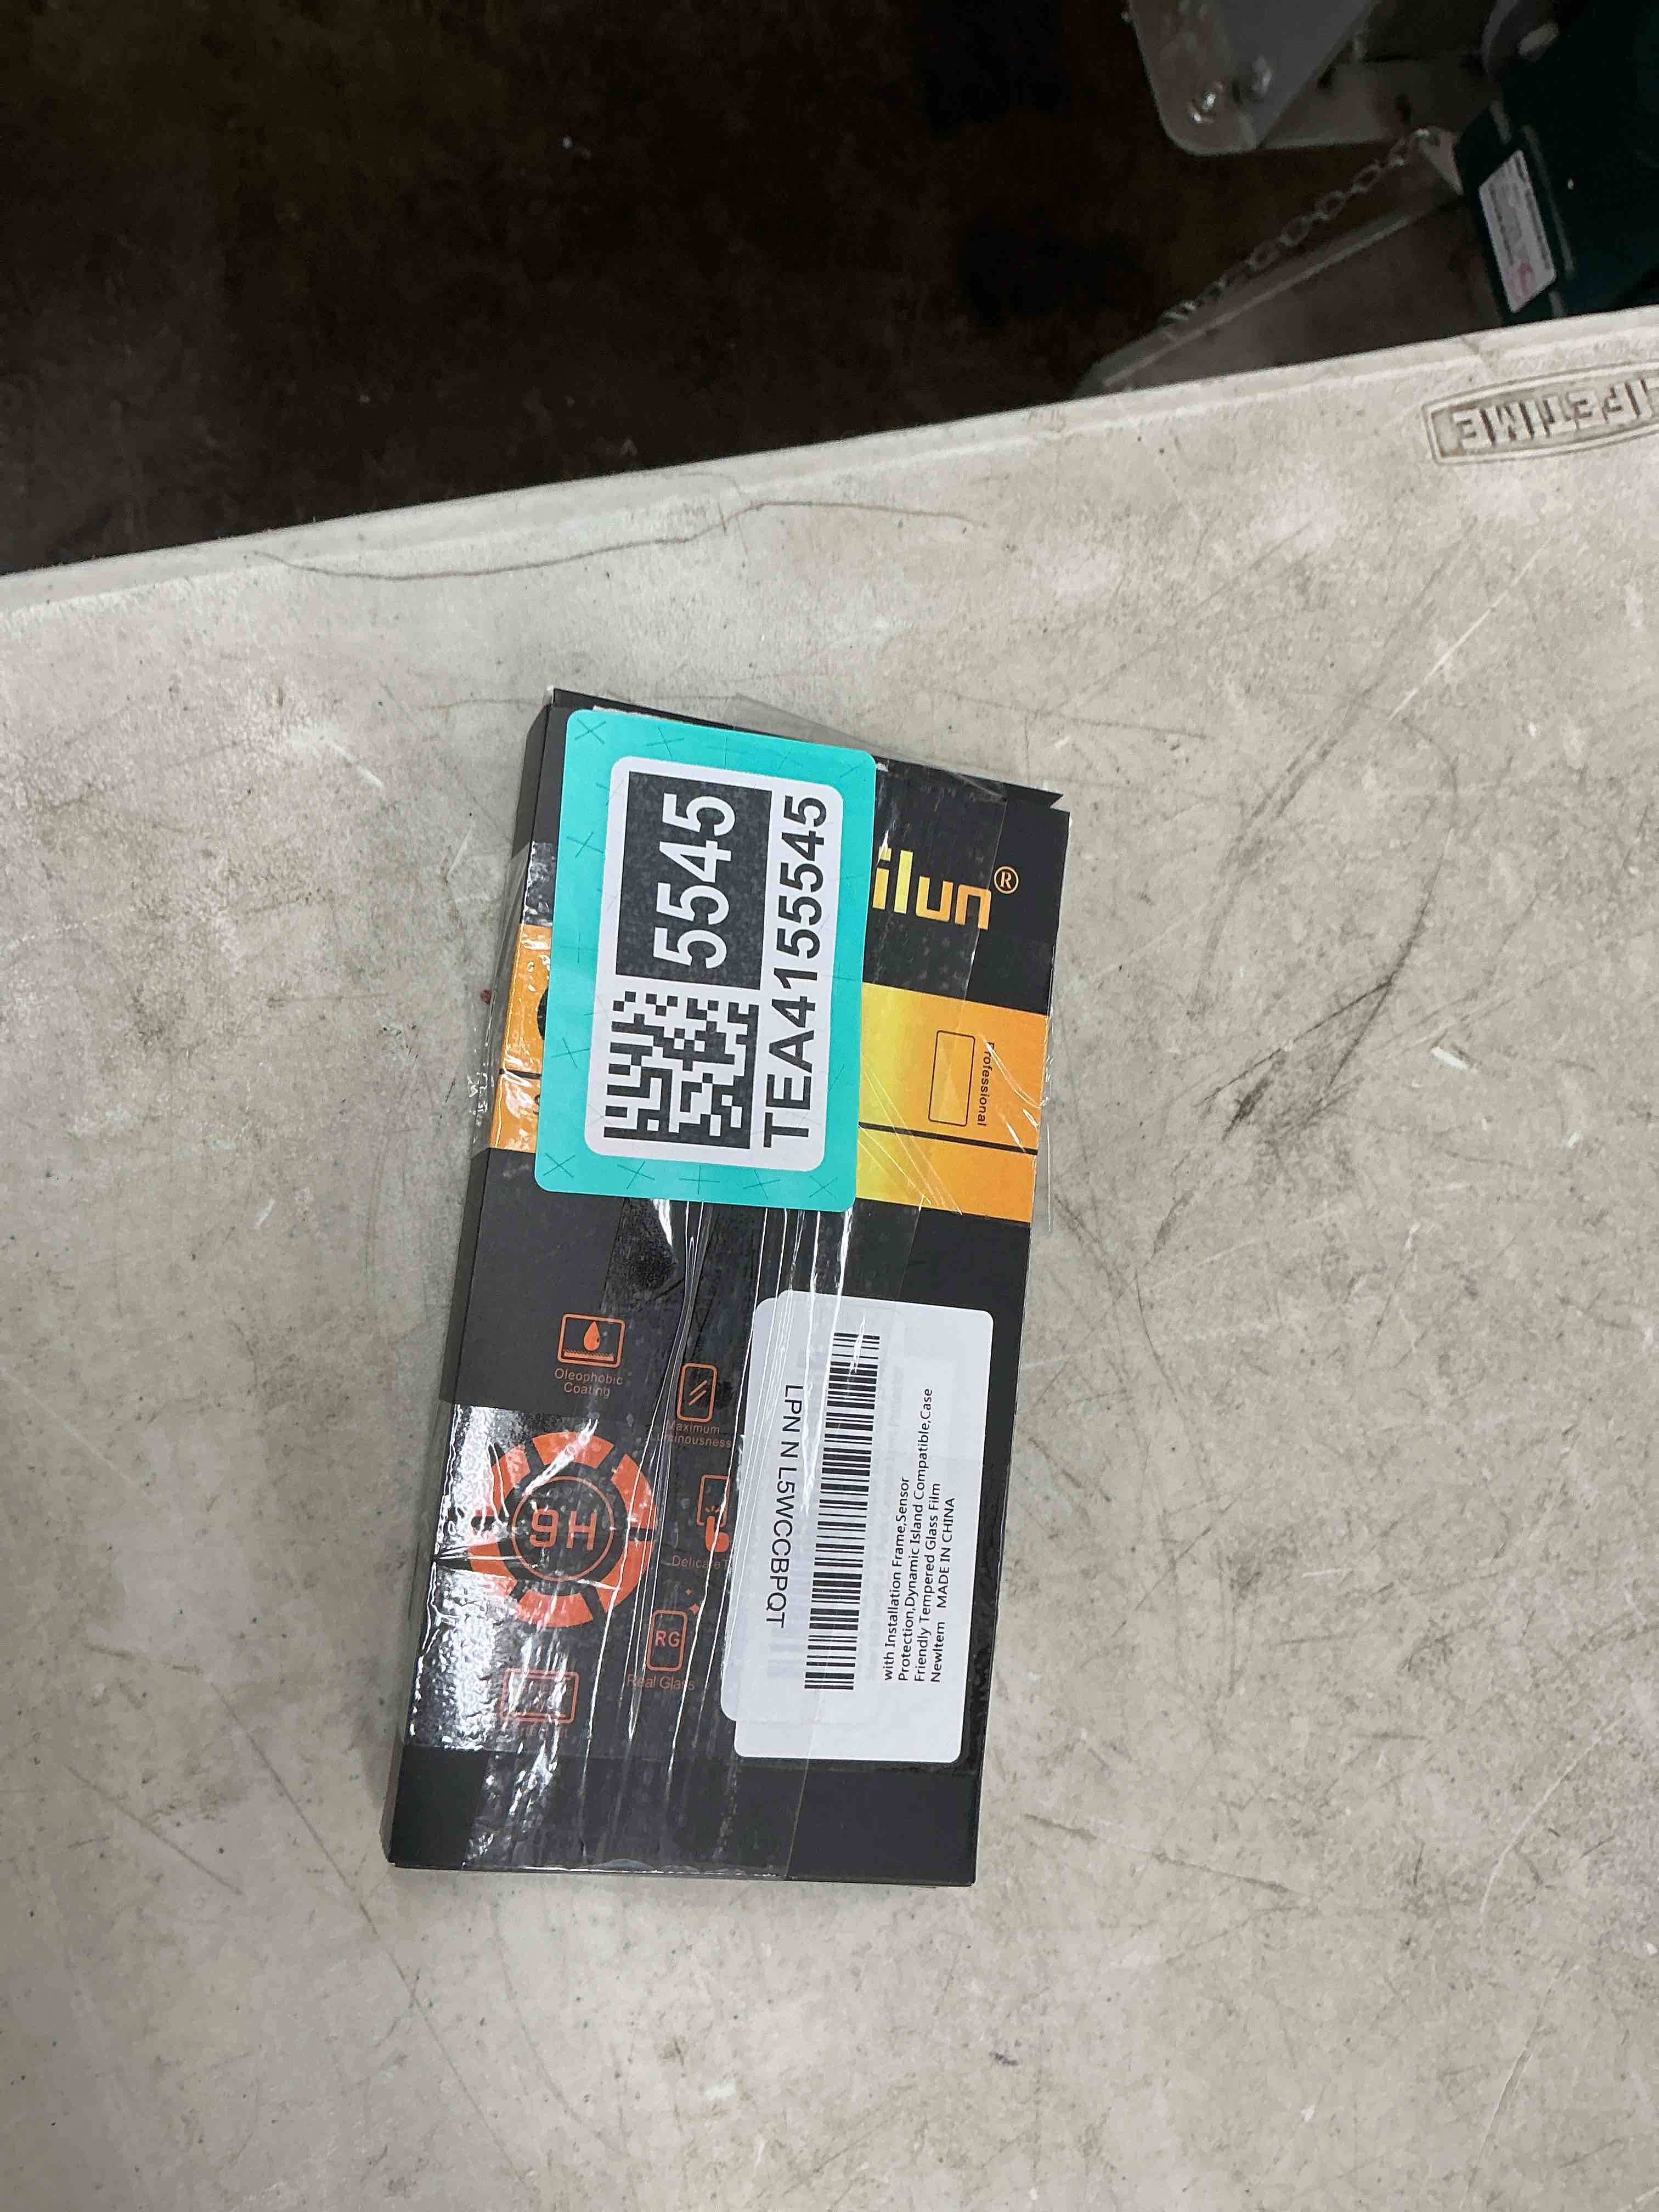 LIFETIME
5545
TEA4155545
ilun®
Professional
Oleophobic
Coating
Maximum
9H
Delicate T
RG
Real Glass
LPN N L5WCCBPQT
with Installation Frame,Sensor
Protection,Dynamic Island Compatible,Case
Friendly Tempered Glass Film
NewItem MADE IN CHINA